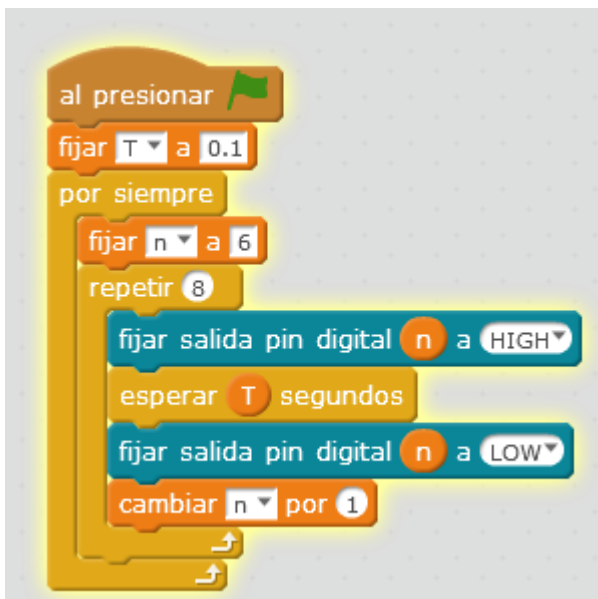 al presionar
fijar T a 0.1
por siempre
fijar n a 6
repetir 8
fijar salida pin digital n a HIGH
esperar T segundos
fijar salida pin digital n a LOW
cambiar n por 1